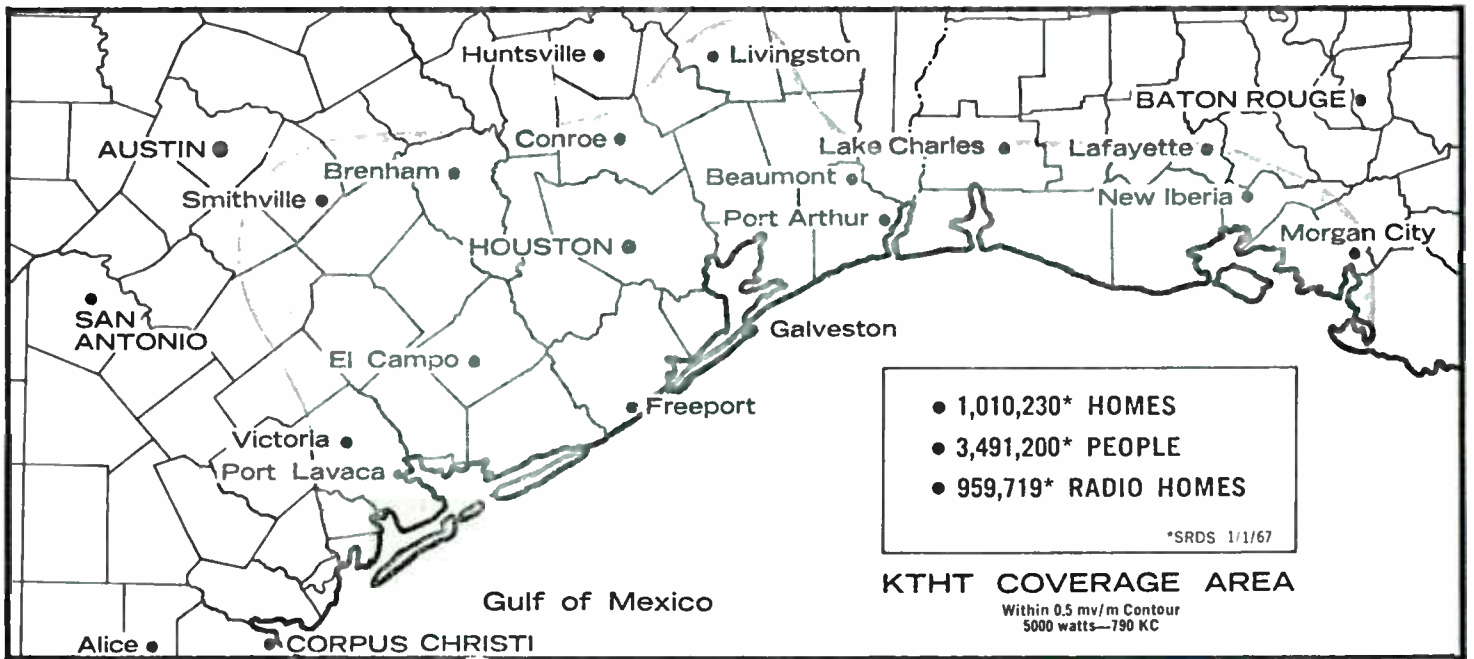 Huntsville
Livingston
BATON ROUGE
AUSTIN
Conroe
Lake Charles
Lafayette
Brenham
Beaumont
Smithville
New Iberia
Port Arthur
HOUSTON
Morgan City
SAN
ANTONIO
Galveston
El Campo
Freeport
Victoria
Port Lavaca
• 1,010,230* HOMES
• 3,491,200* PEOPLE
• 959,719* RADIO HOMES
*SRDS 1/1/67
KTHT COVERAGE AREA
Within 0.5 mv/m Contour
5000 watts—790 KC
Gulf of Mexico
Alice
CORPUS CHRISTI